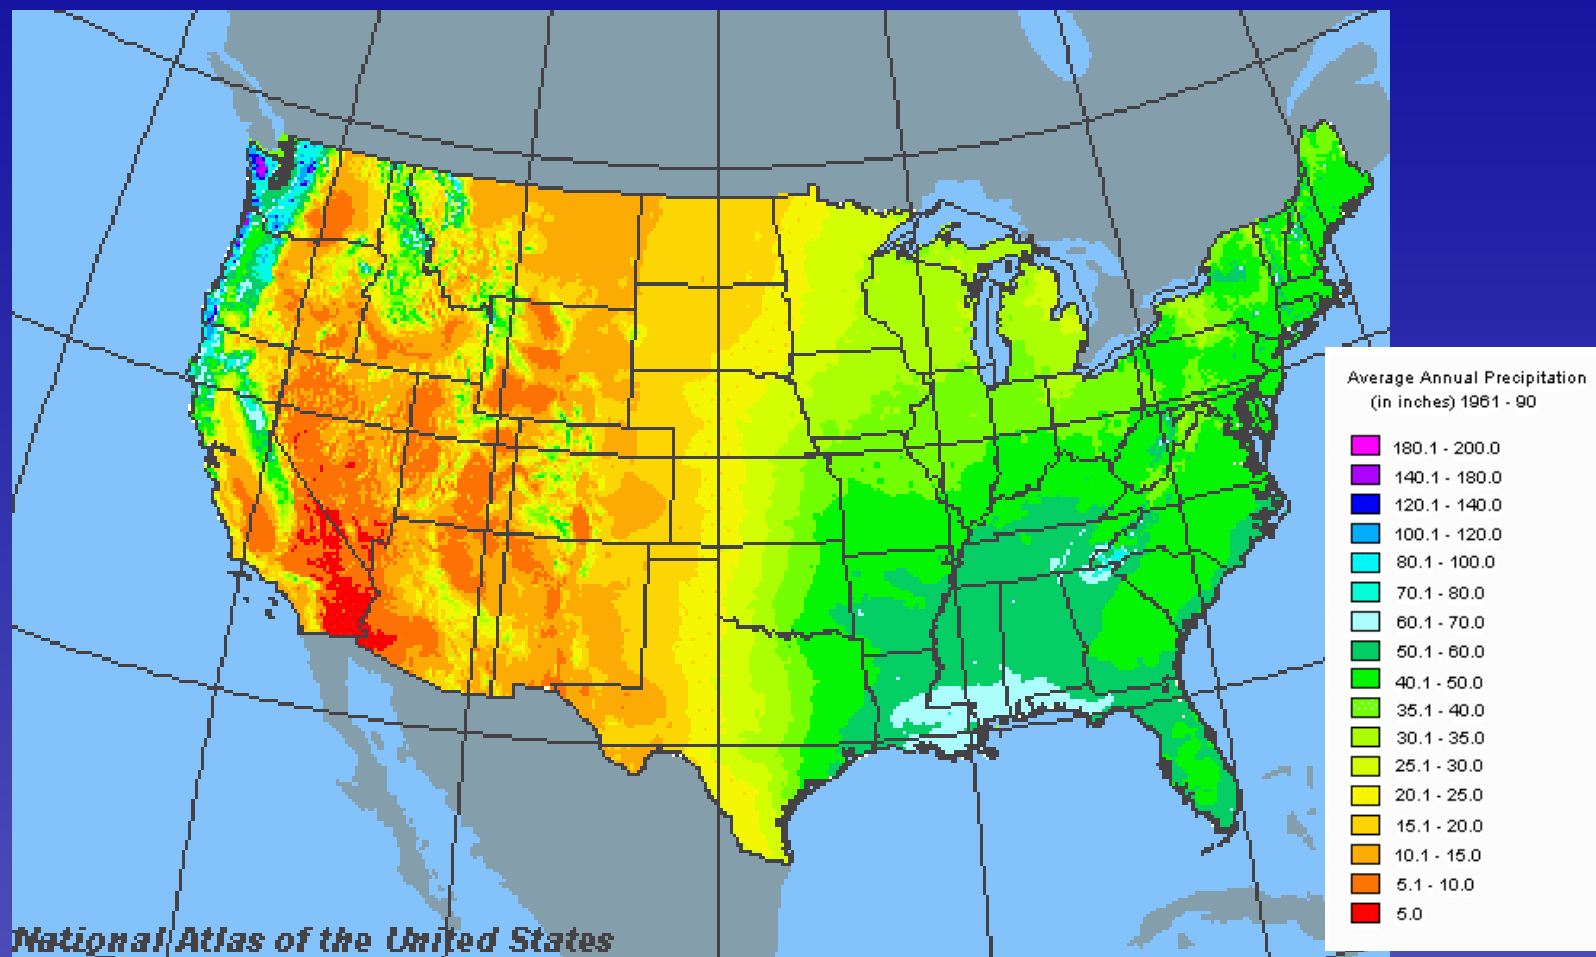 Average Annual Precipitation
(in inches) 1961 - 90
180.1 - 200.0
140.1 - 180.0
120.1 - 140.0
100.1 - 120.0
80.1 - 100.0
70.1 - 80.0
60.1 - 70.0
50.1 - 60.0
40.1 - 50.0
35.1 - 40.0
30.1 - 35.0
25.1 - 30.0
20.1 - 25.0
15.1 - 20.0
10.1 - 15.0
5.1 - 10.0
5.0
National Atlas of the United States